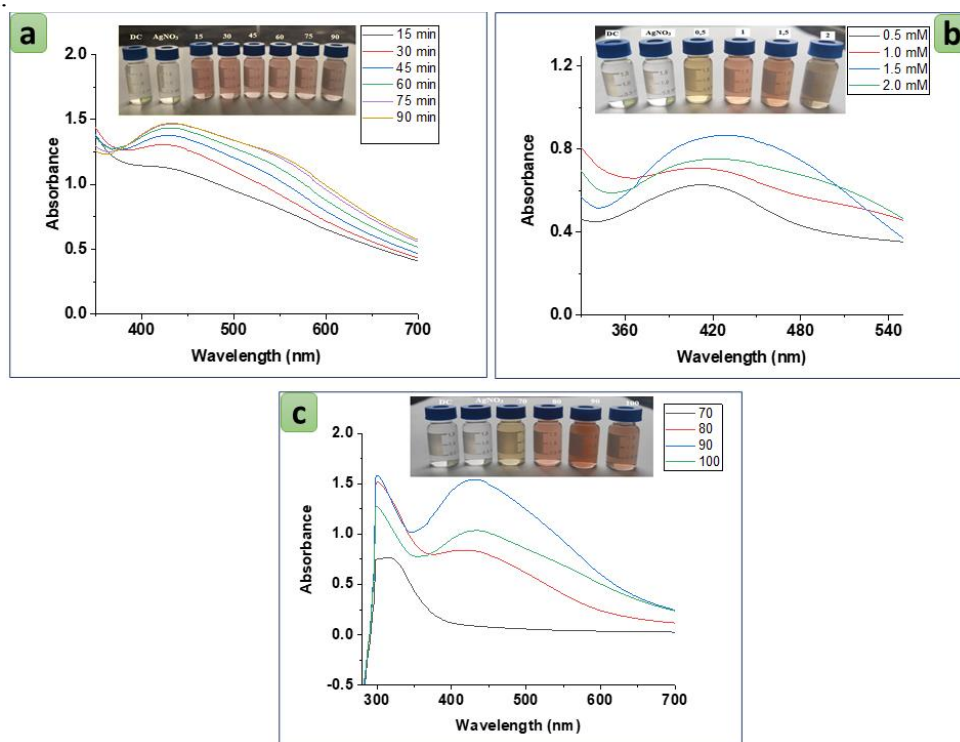 a
DC AgNO₃ 15 30 45 60 75 90
15 min
30 min
45 min
60 min
75 min
90 min
2.0
1.5
1.0
0.5
0.0
Absorbance
400 500 600 700
Wavelength (nm)
b
DC AgNO₃ 0,5 1 1,5 2
0.5 mM
1.0 mM
1.5 mM
2.0 mM
1.2
0.8
0.4
0.0
Absorbance
360 420 480 540
Wavelength (nm)
c
DC AgNO₃ 70 80 90 100
70
80
90
100
2.0
1.5
1.0
0.5
0.0
-0.5
Absorbance
300 400 500 600 700
Wavelength (nm)